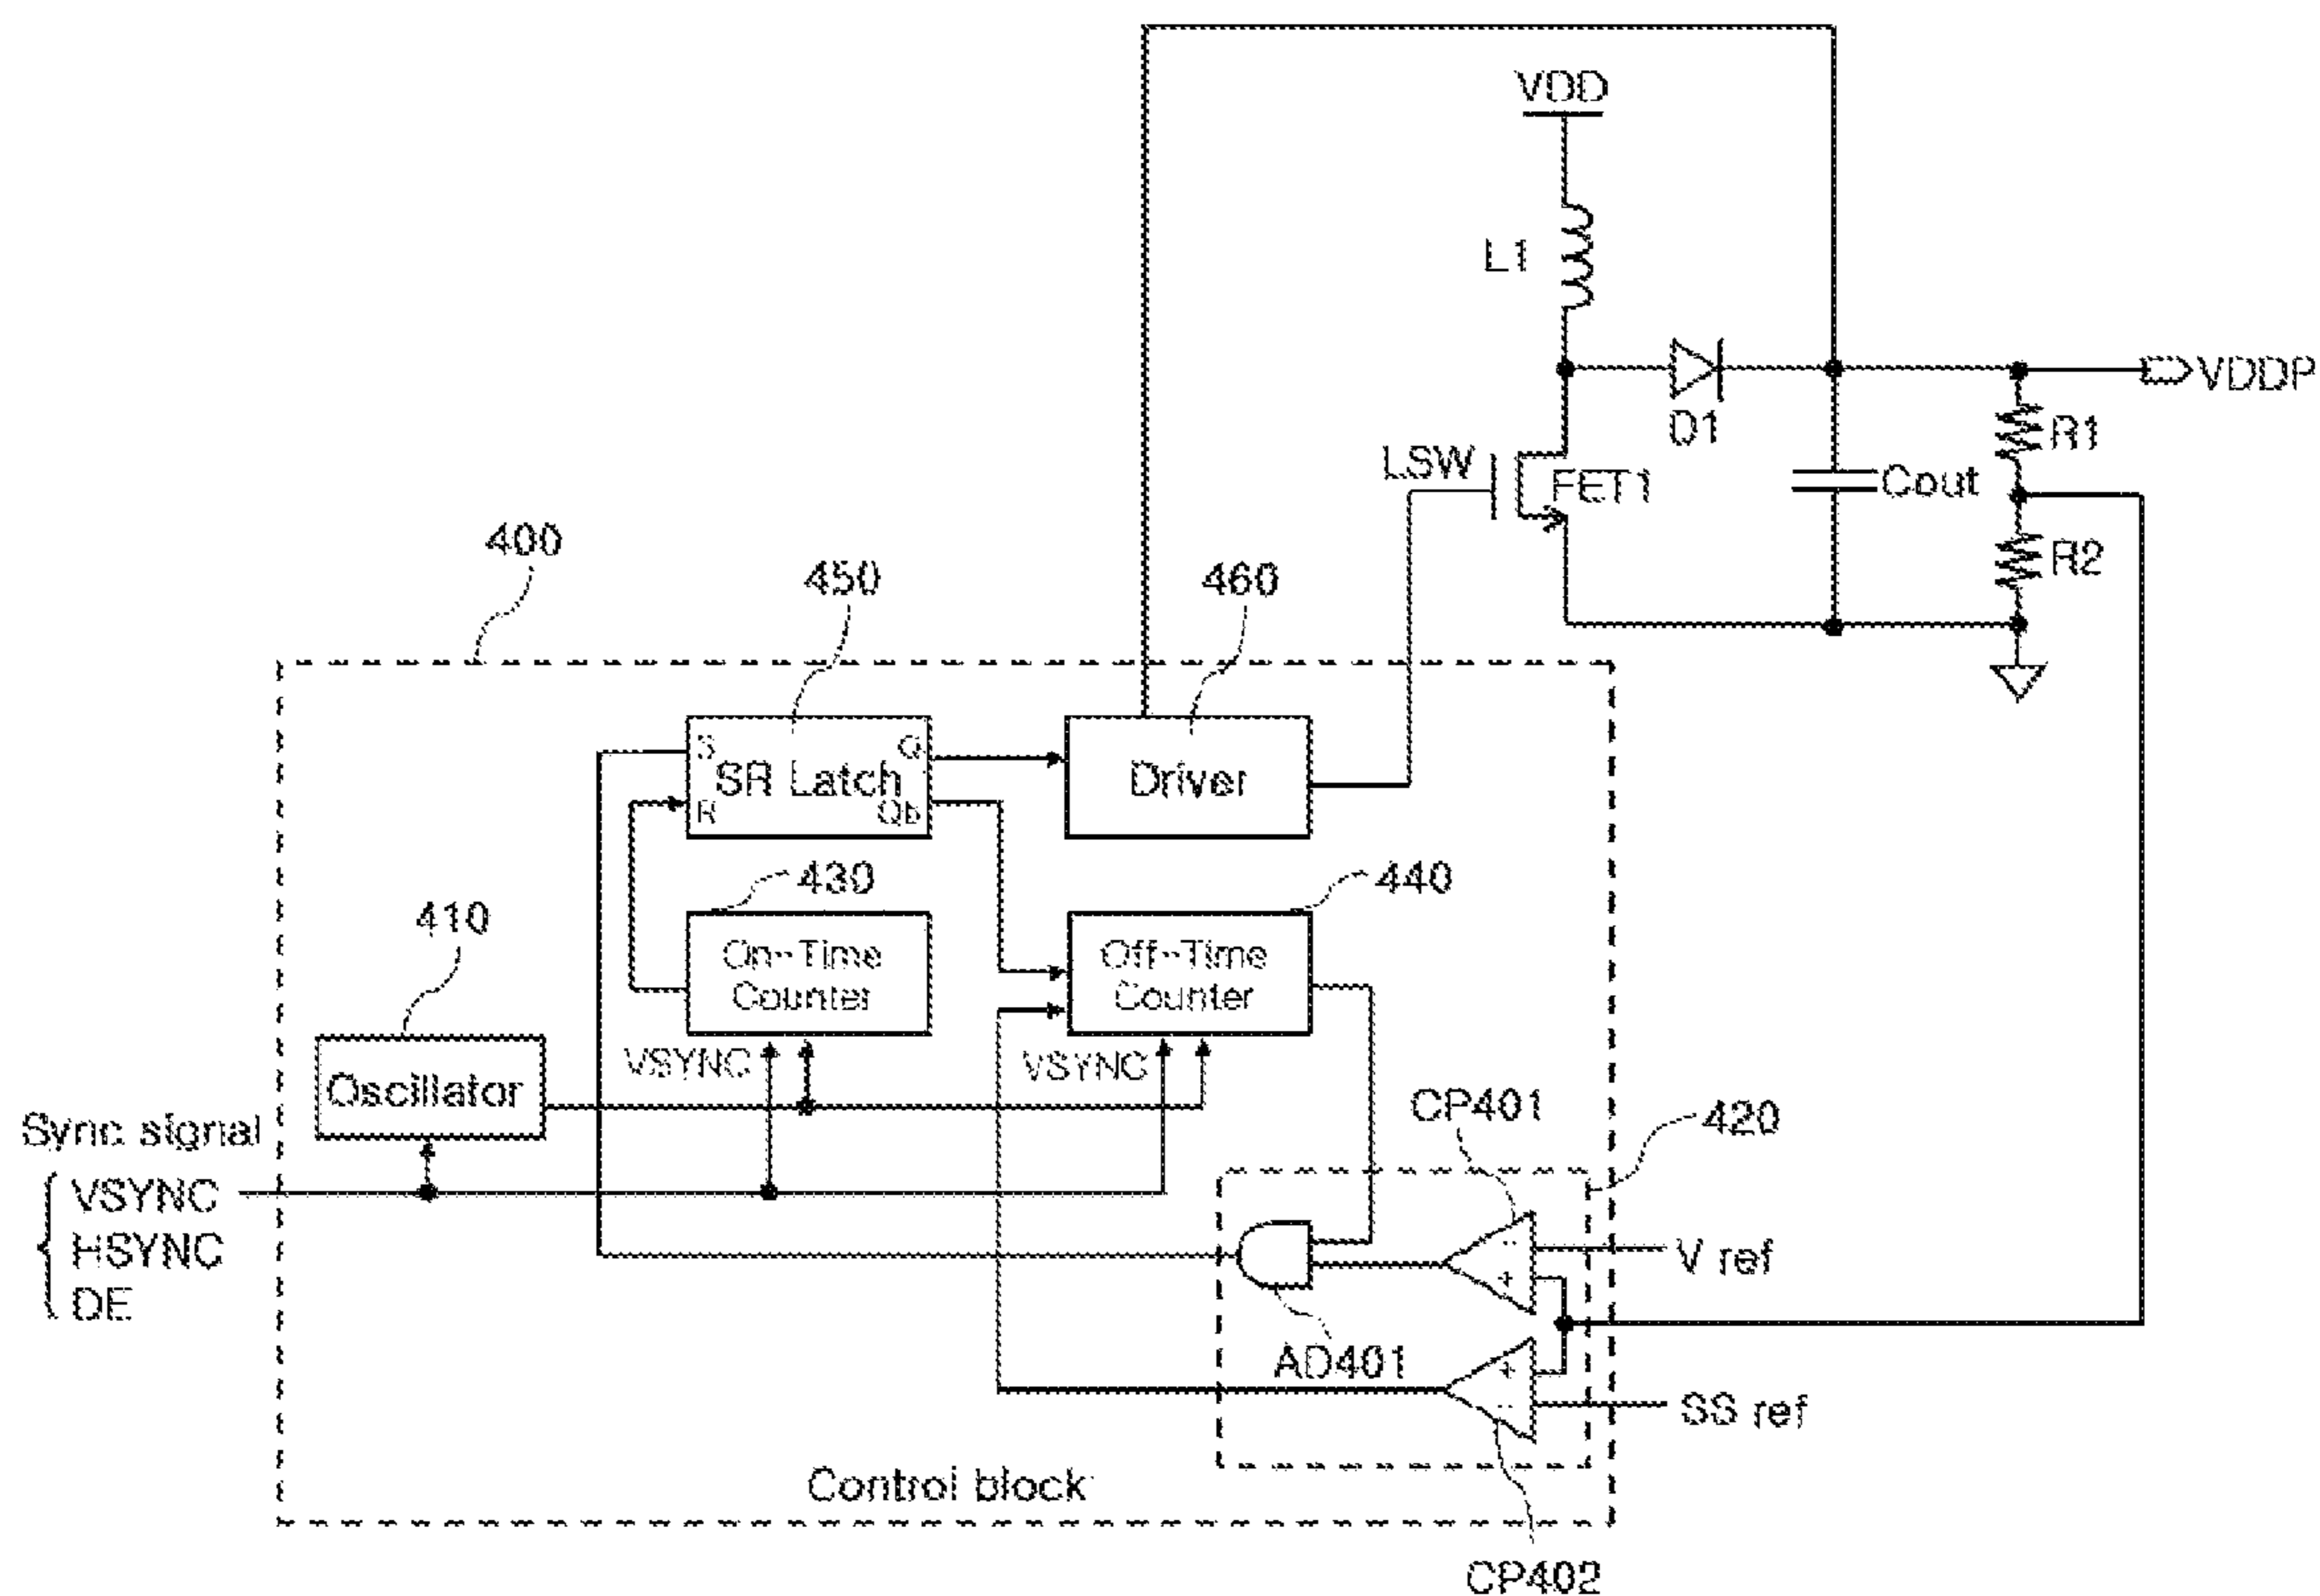 VDD
L1
VDDP
D1
R1
LSW
FET1
Cout
R2
400
450
460
S
Q
SR Latch
R
Qb
Driver
430
440
410
On-Time
Counter
Off-Time
Counter
VSYNC
VSYNC
Oscillator
CP401
420
Sync signal
VSYNC
HSYNC
DE
-
+
V ref
AD401
+
-
SS ref
Control block
CP402